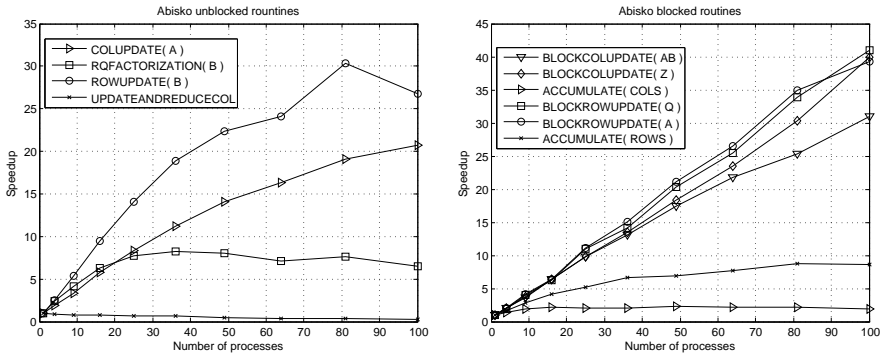 Abisko unblocked rountines
35
30
25
20
15
10
5
0
Speedup
COLUPDATE( A )
RQFACTORIZATION( B )
ROWUPDATE( B )
UPDATEANDREDUCECOL
0 10 20 30 40 50 60 70 80 90 100
Number of processes
Abisko blocked routines
45
40
35
30
25
20
15
10
5
0
Speedup
BLOCKCOLUPDATE( AB )
BLOCKCOLUPDATE( Z )
ACCUMULATE( COLS )
BLOCKROWUPDATE( Q )
BLOCKROWUPDATE( A )
ACCUMULATE( ROWS )
0 10 20 30 40 50 60 70 80 90 100
Number of processes